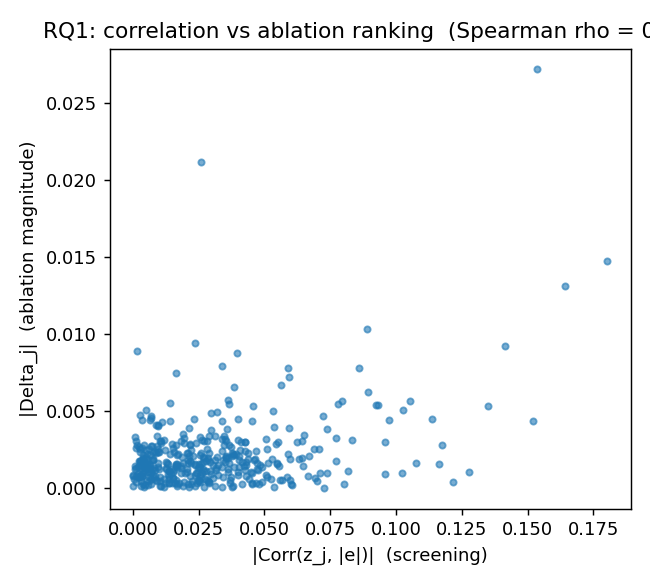 RQ1: correlation vs ablation ranking (Spearman rho = 0
|Delta_j| (ablation magnitude)
0.025
0.020
0.015
0.010
0.005
0.000
0.000 0.025 0.050 0.075 0.100 0.125 0.150 0.175
|Corr(z_j, |e|)| (screening)